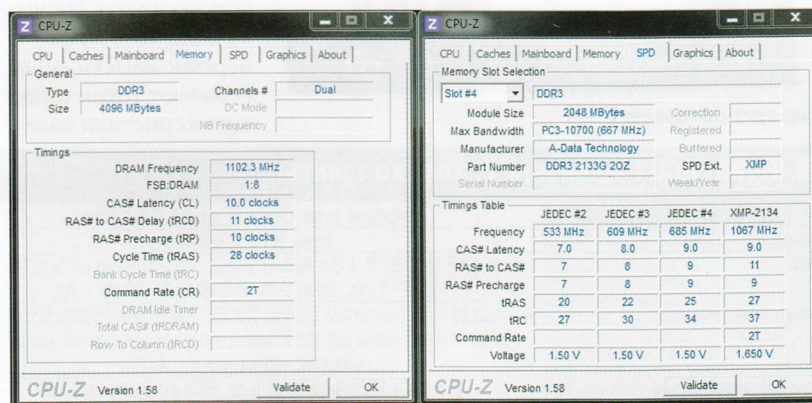 CPU-Z
CPU Caches Mainboard Memory SPD Graphics About
General
Type DDR3 Channels # Dual
Size 4096 MBytes DC Mode
NB Frequency
Timings
DRAM Frequency 1102.3 MHz
FSB:DRAM 1:8
CAS# Latency (CL) 10.0 clocks
RAS# to CAS# Delay (tRCD) 11 clocks
RAS# Precharge (tRP) 10 clocks
Cycle Time (tRAS) 28 clocks
Bank Cycle Time (tRC)
Command Rate (CR) 2T
DRAM Idle Timer
Total CAS# (tRDRAM)
Row To Column (tRCD)
CPU-Z Version 1.58 Validate OK
CPU-Z
CPU Caches Mainboard Memory SPD Graphics About
Memory Slot Selection
Slot #4 DDR3
Module Size 2048 MBytes Correction
Max Bandwidth PC3-10700 (667 MHz) Registered
Manufacturer A-Data Technology Buffered
Part Number DDR3 2133G 2OZ SPD Ext. XMP
Serial Number Week/Year
Timings Table
JEDEC #2 JEDEC #3 JEDEC #4 XMP-2134
Frequency 533 MHz 609 MHz 685 MHz 1067 MHz
CAS# Latency 7.0 8.0 9.0 9.0
RAS# to CAS# 7 8 9 11
RAS# Precharge 7 8 9 9
tRAS 20 22 25 27
tRC 27 30 34 37
Command Rate 2T
Voltage 1.50 V 1.50 V 1.50 V 1.650 V
CPU-Z Version 1.58 Validate OK